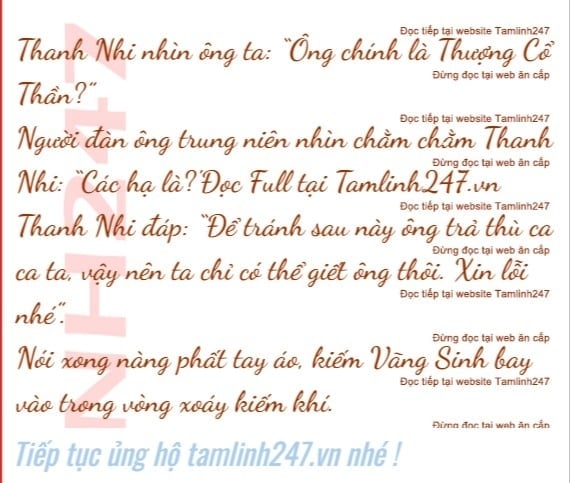 Đọc tiếp tại website Tamlinh247
Thanh Nhi nhìn ông ta: “Ông chính là Thượng Cổ
Đừng đọc tại web ăn cắp
Thần?”
Đọc tiếp tại website Tamlinh247
Người đàn ông trung niên nhìn chằm chằm Thanh
Đừng đọc tại web ăn cắp
Nhi: “Các hạ là?”Đọc Full tại Tamlinh247.vn
Đọc tiếp tại website Tamlinh247
Thanh Nhi đáp: “Để tránh sau này ông trả thù ca
Đừng đọc tại web ăn cắp
ca ta, vậy nên ta chỉ có thể giết ông thôi. Xin lỗi
Đọc tiếp tại website Tamlinh247
nhé”.
Đừng đọc tại web ăn cắp
Nói xong nàng phất tay áo, kiếm Vãng Sinh bay
Đọc tiếp tại website Tamlinh247
vào trong vòng xoáy kiếm khí.
Đừng đọc tại web ăn cắp
Tiếp tục ủng hộ tamlinh247.vn nhé !
NH247